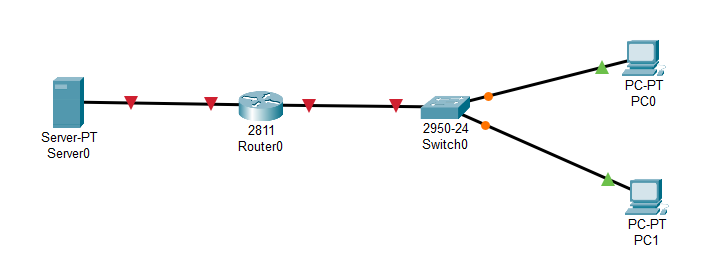 Server-PT
Server0
2811
Router0
2950-24
Switch0
PC-PT
PC0
PC-PT
PC1